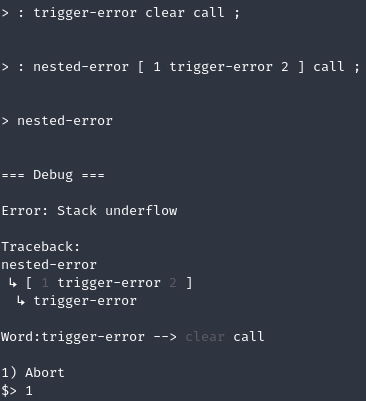 > : trigger-error clear call ;
> : nested-error [ 1 trigger-error 2 ] call ;
> nested-error
=== Debug ===
Error: Stack underflow
Traceback:
nested-error
↳ [ 1 trigger-error 2 ]
↳ trigger-error
Word:trigger-error --> clear call
1) Abort
$> 1